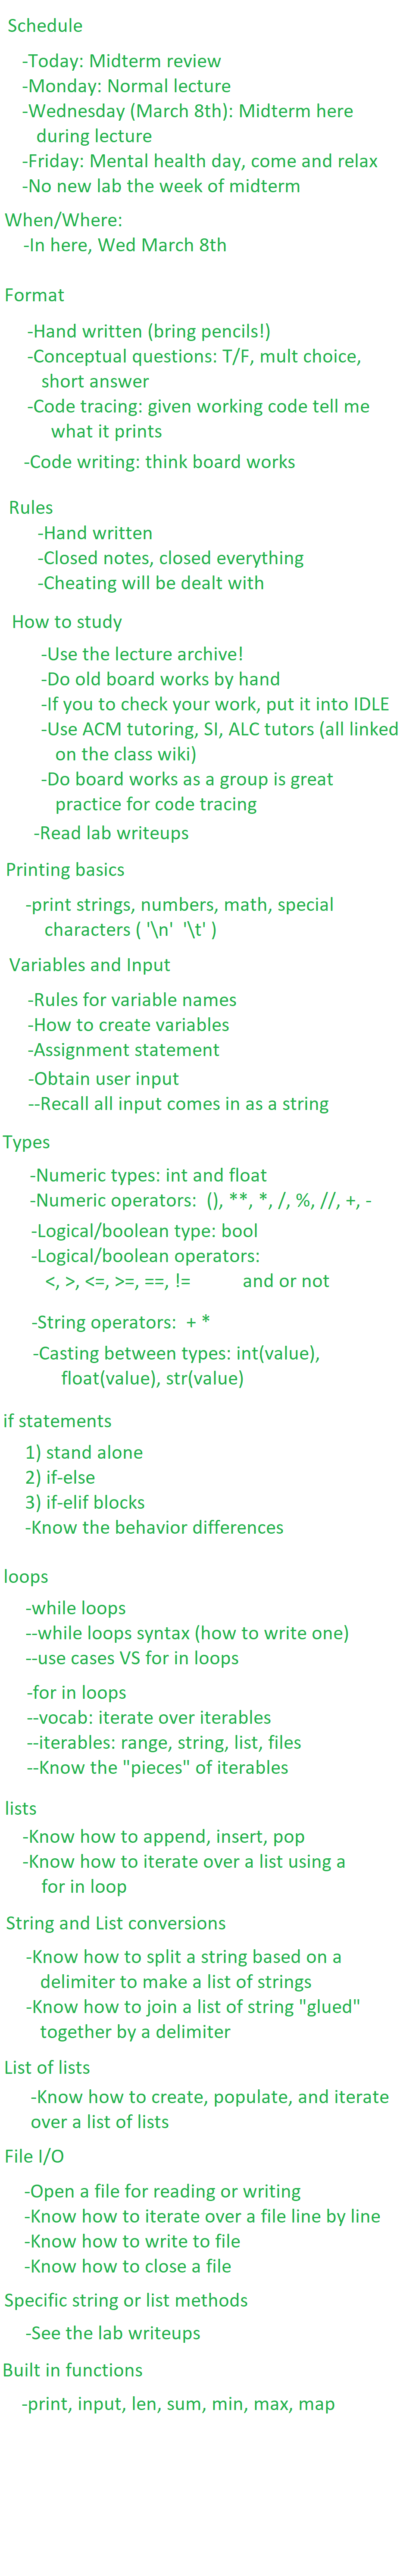 Schedule
-Today: Midterm review
-Monday: Normal lecture
-Wednesday (March 8th): Midterm here
during lecture
-Friday: Mental health day, come and relax
-No new lab the week of midterm
When/Where:
-In here, Wed March 8th
Format
-Hand written (bring pencils!)
-Conceptual questions: T/F, mult choice,
short answer
-Code tracing: given working code tell me
what it prints
-Code writing: think board works
Rules
-Hand written
-Closed notes, closed everything
-Cheating will be dealt with
How to study
-Use the lecture archive!
-Do old board works by hand
-If you to check your work, put it into IDLE
-Use ACM tutoring, SI, ALC tutors (all linked
on the class wiki)
-Do board works as a group is great
practice for code tracing
-Read lab writeups
Printing basics
-print strings, numbers, math, special
characters ( '\n'  '\t' )
Variables and Input
-Rules for variable names
-How to create variables
-Assignment statement
-Obtain user input
--Recall all input comes in as a string
Types
-Numeric types: int and float
-Numeric operators:  (), **, *, /, %, //, +, -
-Logical/boolean type: bool
-Logical/boolean operators:
<, >, <=, >=, ==, !=          and or not
-String operators:  + *
-Casting between types: int(value),
float(value), str(value)
if statements
1) stand alone
2) if-else
3) if-elif blocks
-Know the behavior differences
loops
-while loops
--while loops syntax (how to write one)
--use cases VS for in loops
-for in loops
--vocab: iterate over iterables
--iterables: range, string, list, files
--Know the "pieces" of iterables
lists
-Know how to append, insert, pop
-Know how to iterate over a list using a
for in loop
String and List conversions
-Know how to split a string based on a
delimiter to make a list of strings
-Know how to join a list of string "glued"
together by a delimiter
List of lists
-Know how to create, populate, and iterate
over a list of lists
File I/O
-Open a file for reading or writing
-Know how to iterate over a file line by line
-Know how to write to file
-Know how to close a file
Specific string or list methods
-See the lab writeups
Built in functions
-print, input, len, sum, min, max, map